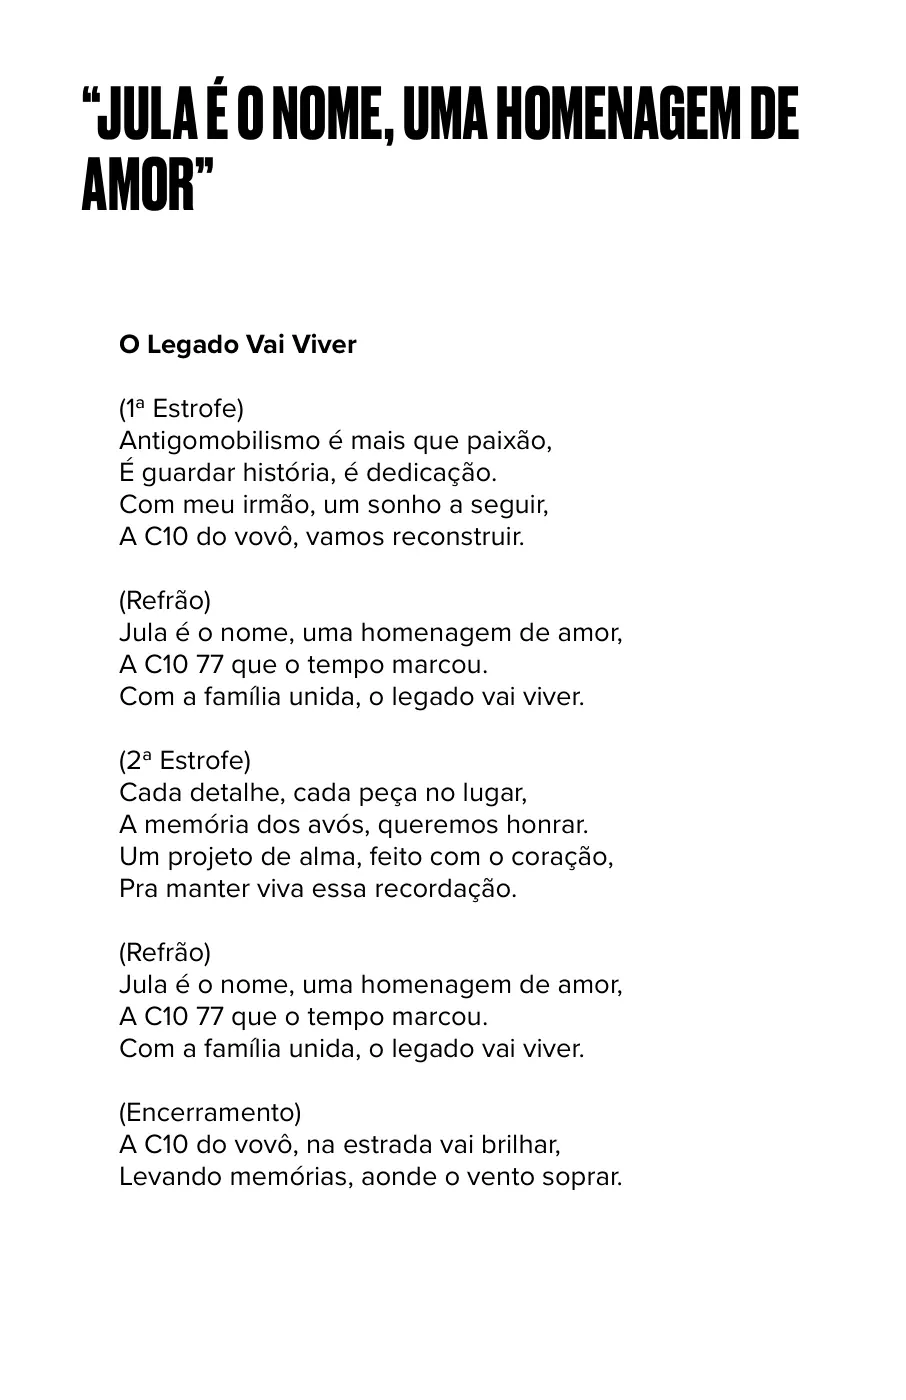 “JULA É O NOME, UMA HOMENAGEM DE
AMOR”
O Legado Vai Viver
(1ª Estrofe)
Antigomobilismo é mais que paixão,
É guardar história, é dedicação.
Com meu irmão, um sonho a seguir,
A C10 do vovô, vamos reconstruir.
(Refrão)
Jula é o nome, uma homenagem de amor,
A C10 77 que o tempo marcou.
Com a família unida, o legado vai viver.
(2ª Estrofe)
Cada detalhe, cada peça no lugar,
A memória dos avós, queremos honrar.
Um projeto de alma, feito com o coração,
Pra manter viva essa recordação.
(Refrão)
Jula é o nome, uma homenagem de amor,
A C10 77 que o tempo marcou.
Com a família unida, o legado vai viver.
(Encerramento)
A C10 do vovô, na estrada vai brilhar,
Levando memórias, aonde o vento soprar.